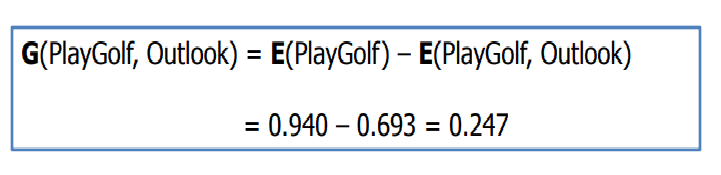 G(PlayGolf, Outlook) = E(PlayGolf) – E(PlayGolf, Outlook)
= 0.940 – 0.693 = 0.247